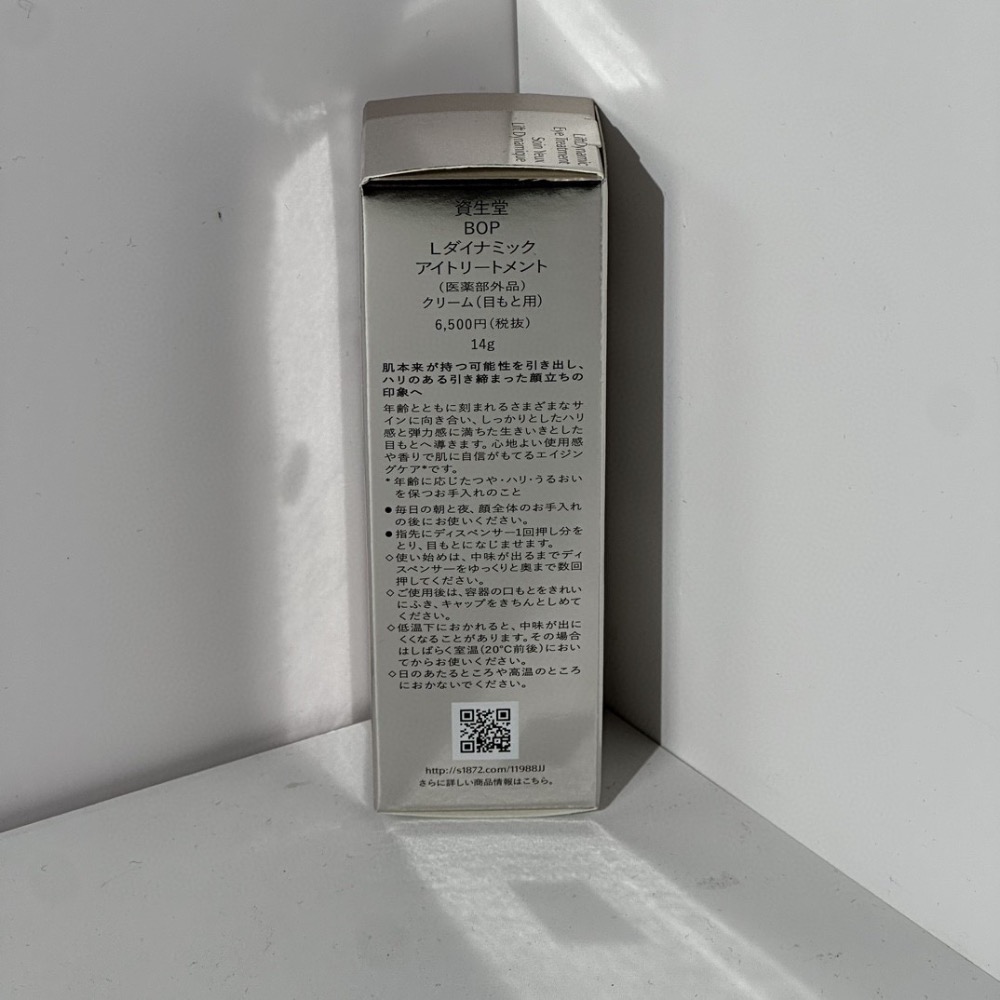 LiftDynamic
Eye Treatment
Soin Yeux
LiftDynamique
資生堂
BOP
Lダイナミック
アイトリートメント
(医薬部外品)
クリーム(目もと用)
6,500円(税抜)
14g
肌本来が持つ可能性を引き出し、
ハリのある引き締まった顔立ちの
印象へ
年齢とともに刻まれるさまざまなサ
インに向き合い、しっかりとしたハリ
感と弾力感に満ちた生きいきとした
目もとへ導きます。心地よい使用感
や香りで肌に自信がもてるエイジン
グケア*です。
*年齢に応じたつや・ハリ・うるおい
を保つお手入れのこと
●毎日の朝と夜、顔全体のお手入れ
の後にお使いください。
●指先にディスペンサー1回押し分を
とり、目もとになじませます。
◇使い始めは、中味が出るまでディ
スペンサーをゆっくりと奥まで数回
押してください。
◇ご使用後は、容器の口もとをきれい
にふき、キャップをきちんとしめて
ください。
◇低温下におかれると、中味が出に
くくなることがあります。その場合
はしばらく室温(20℃前後)におい
てからお使いください。
◇日のあたるところや高温のところ
におかないでください。
http://s1872.com/11988JJ
さらに詳しい商品情報はこちら。